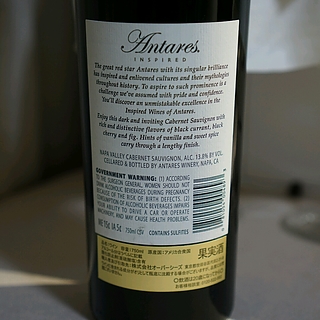 Antares
INSPIRED
The great red star Antares with its singular brilliance
has inspired and enlivened cultures and their mythologies
throughout history. To aspire to such prominence is a
challenge we've assumed with pride and confidence.
You'll discover an unmistakable excellence in the
Inspired Wines of Antares.
Enjoy this dark and inviting Cabernet Sauvignon with
rich and distinctive flavors of black currant, black
cherry and fig. Hints of vanilla and sweet spice
carry through a lengthy finish.
NAPA VALLEY CABERNET SAUVIGNON, ALC. 13.8% BY VOL.
CELLARED & BOTTLED BY ANTARES WINERY, NAPA, CA
GOVERNMENT WARNING: (1) ACCORDING
TO THE SURGEON GENERAL, WOMEN SHOULD NOT
DRINK ALCOHOLIC BEVERAGES DURING PREGNANCY
BECAUSE OF THE RISK OF BIRTH DEFECTS. (2)
CONSUMPTION OF ALCOHOLIC BEVERAGES IMPAIRS
YOUR ABILITY TO DRIVE A CAR OR OPERATE
MACHINERY, AND MAY CAUSE HEALTH PROBLEMS.
750ml CONTAINS SULFITES
果実酒